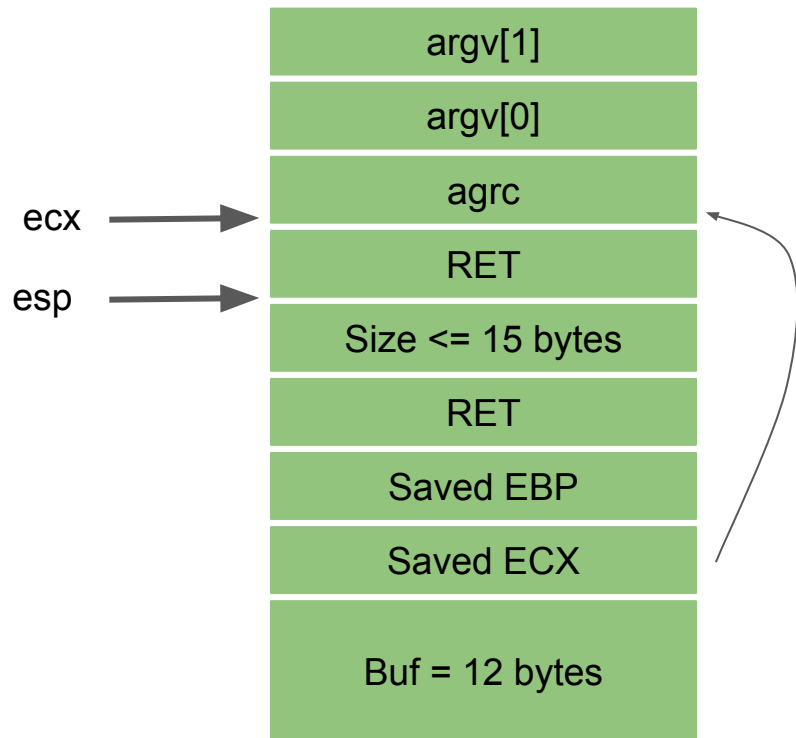 argv[1]
argv[0]
agrc
ecx
RET
esp
Size <= 15 bytes
RET
Saved EBP
Saved ECX
Buf = 12 bytes